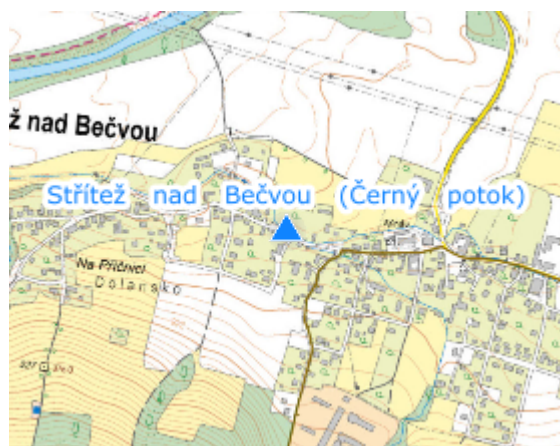 ž nad Bečvou
Střítež nad Bečvou (Černý potok)
Na Příčnici
Dolansko